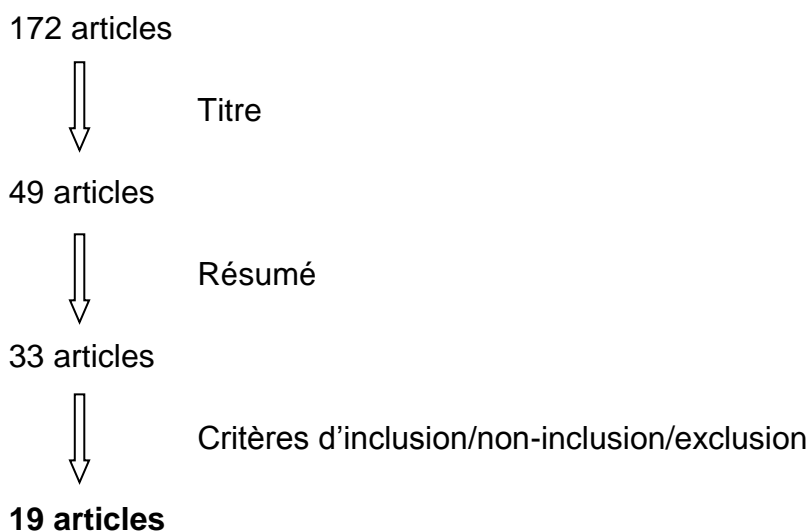 172 articles
Titre
49 articles
Résumé
33 articles
Critères d’inclusion/non-inclusion/exclusion
19 articles